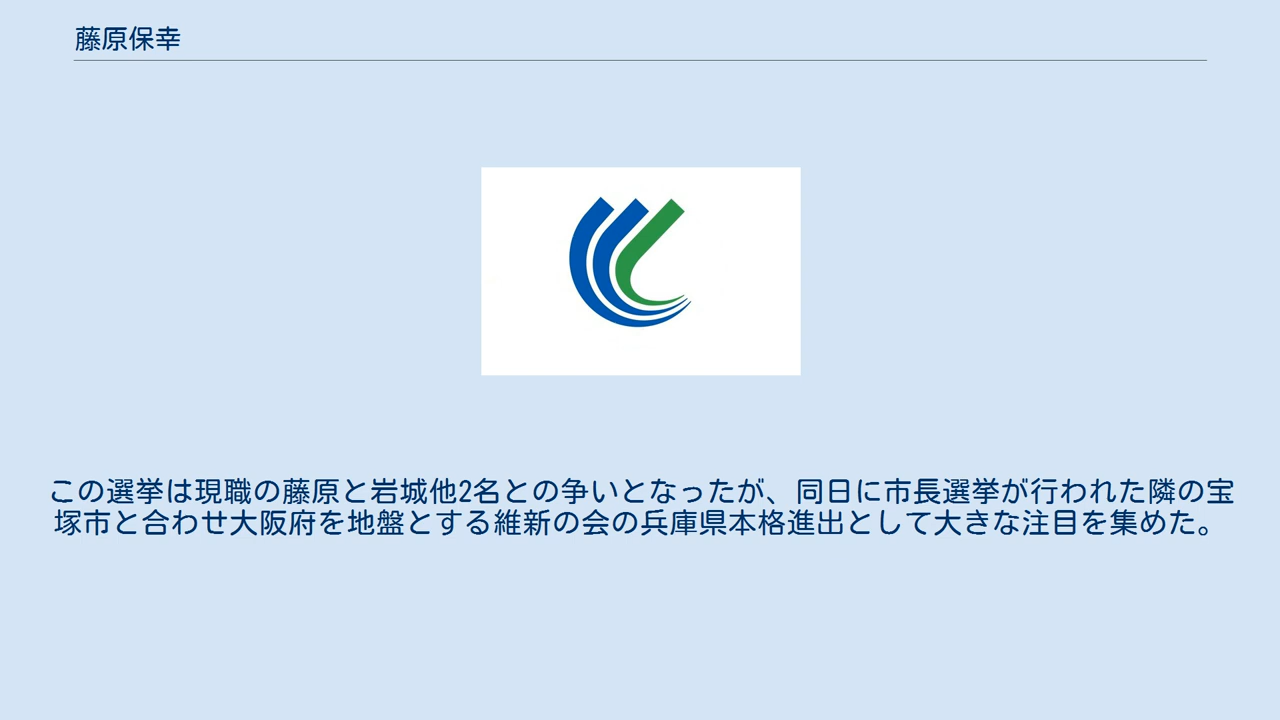 藤原保幸
この選挙は現職の藤原と岩城他2名との争いとなったが、同日に市長選挙が行われた隣の宝
塚市と合わせ大阪府を地盤とする維新の会の兵庫県本格進出として大きな注目を集めた。